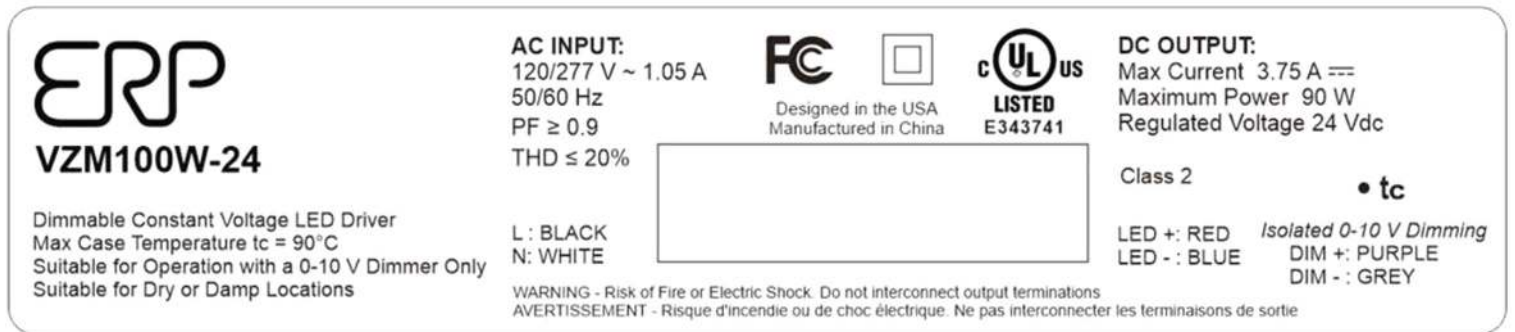 ERP
VZM100W-24
Dimmable Constant Voltage LED Driver
Max Case Temperature tc = 90°C
Suitable for Operation with a 0-10 V Dimmer Only
Suitable for Dry or Damp Locations
AC INPUT:
120/277 V ~ 1.05 A
50/60 Hz
PF ≥ 0.9
THD ≤ 20%
L : BLACK
N: WHITE
FC
Designed in the USA
Manufactured in China
C UL US
LISTED
E343741
DC OUTPUT:
Max Current 3.75 A ⎓
Maximum Power 90 W
Regulated Voltage 24 Vdc
Class 2
• tc
LED +: RED
LED - : BLUE
Isolated 0-10 V Dimming
DIM +: PURPLE
DIM - : GREY
WARNING - Risk of Fire or Electric Shock. Do not interconnect output terminations
AVERTISSEMENT - Risque d'incendie ou de choc électrique. Ne pas interconnecter les terminaisons de sortie